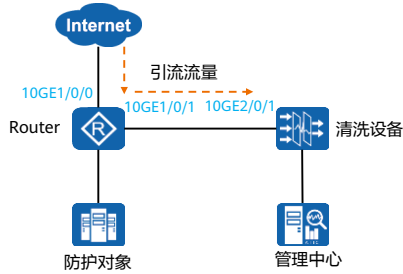 Internet
引流流量
10GE1/0/0
10GE1/0/1
10GE2/0/1
Router
R
清洗设备
防护对象
管理中心